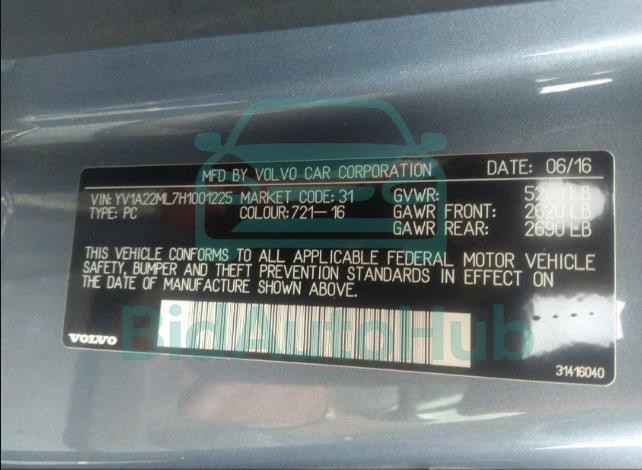 MFD BY VOLVO CAR CORPORATION DATE: 06/16
VIN: YV1A22ML7H1001225 MARKET CODE: 31 GVWR:
TYPE: PC COLOUR: 721-16 GAWR FRONT: 2620 LB
GAWR REAR: 2690 LB
THIS VEHICLE CONFORMS TO ALL APPLICABLE FEDERAL MOTOR VEHICLE
SAFETY, BUMPER AND THEFT PREVENTION STANDARDS IN EFFECT ON
THE DATE OF MANUFACTURE SHOWN ABOVE.
BidAutoHub
VOLVO
31416040